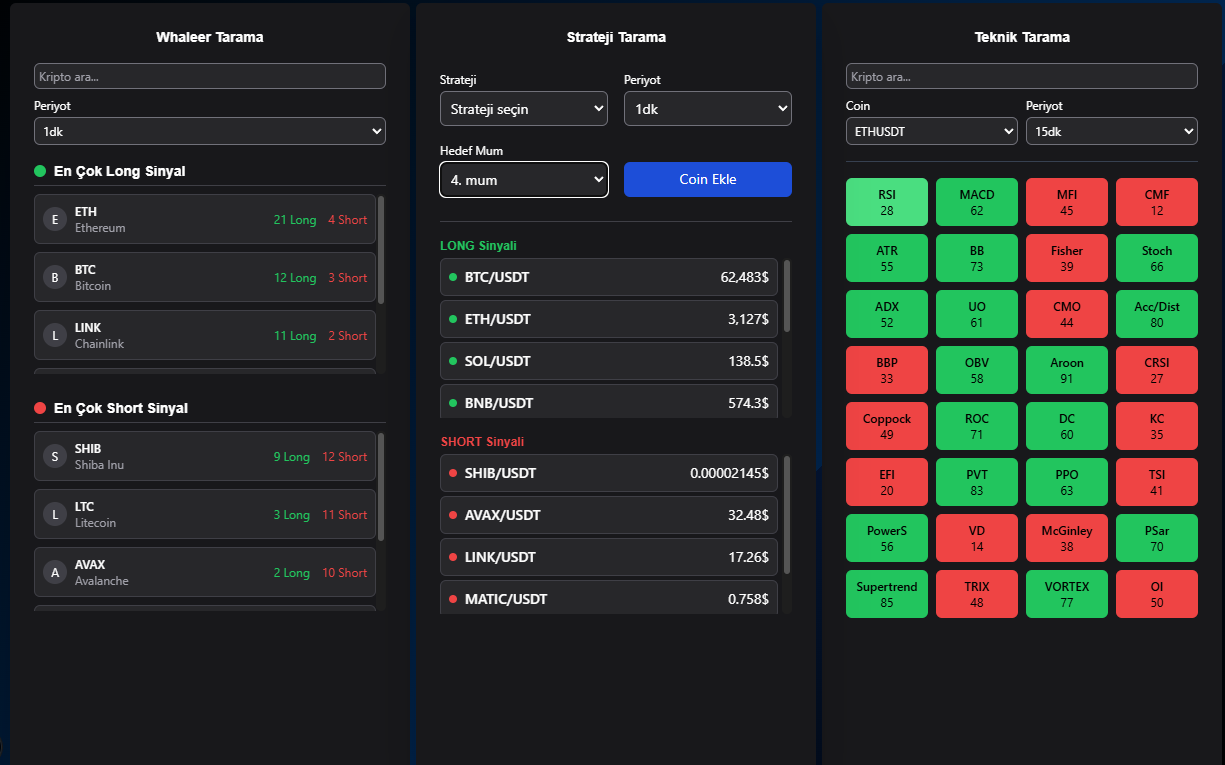 Whaleer Tarama
Kripto ara...
Periyot
1dk
En Çok Long Sinyal
E
ETH
Ethereum
21 Long 4 Short
B
BTC
Bitcoin
12 Long 3 Short
L
LINK
Chainlink
11 Long 2 Short
En Çok Short Sinyal
S
SHIB
Shiba Inu
9 Long 12 Short
L
LTC
Litecoin
3 Long 11 Short
A
AVAX
Avalanche
2 Long 10 Short
Strateji Tarama
Strateji Periyot
Strateji seçin 1dk
Hedef Mum
4. mum Coin Ekle
LONG Sinyali
BTC/USDT 62,483$
ETH/USDT 3,127$
SOL/USDT 138.5$
BNB/USDT 574.3$
SHORT Sinyali
SHIB/USDT 0.00002145$
AVAX/USDT 32.48$
LINK/USDT 17.26$
MATIC/USDT 0.758$
Teknik Tarama
Kripto ara...
Coin Periyot
ETHUSDT 15dk
RSI MACD MFI CMF
28 62 45 12
ATR BB Fisher Stoch
55 73 39 66
ADX UO CMO Acc/Dist
52 61 44 80
BBP OBV Aroon CRSI
33 58 91 27
Coppock ROC DC KC
49 71 60 35
EFI PVT PPO TSI
20 83 63 41
PowerS VD McGinley PSar
56 14 38 70
Supertrend TRIX VORTEX OI
85 48 77 50